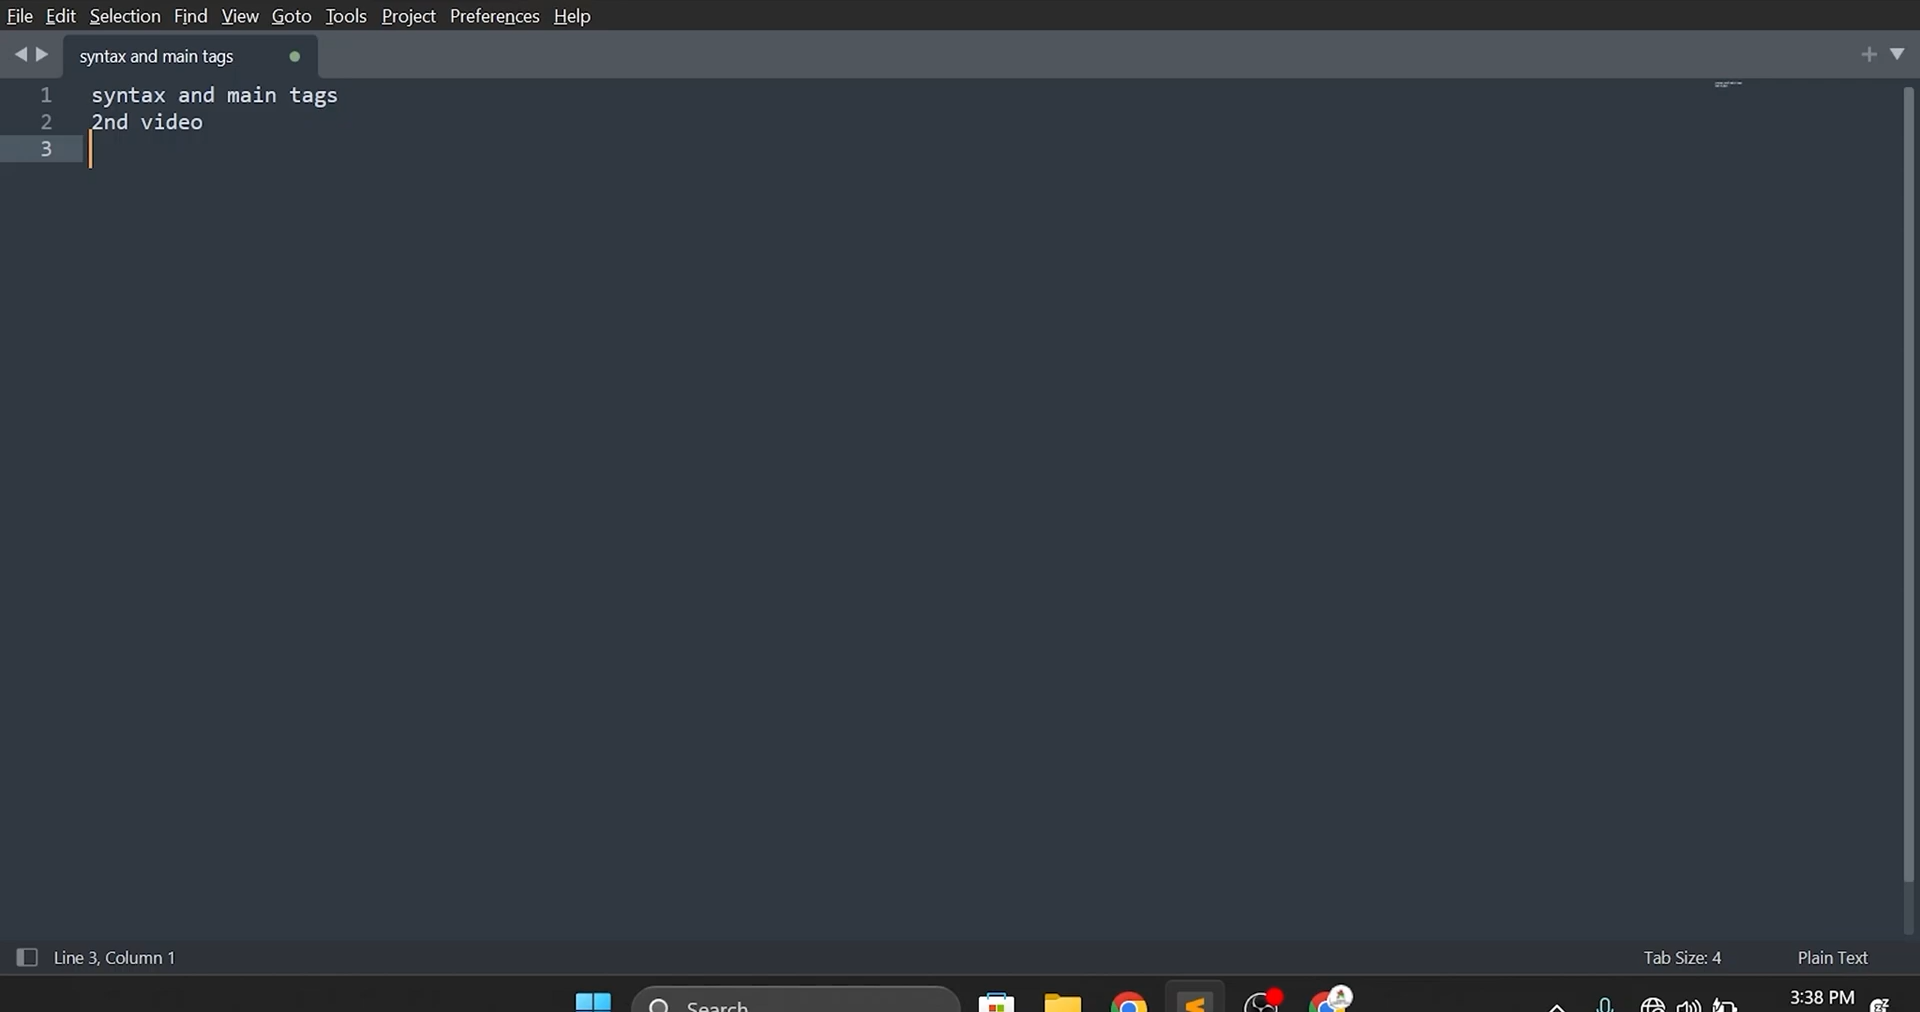 File Edit Selection Find View Goto Tools Project Preferences Help
syntax and main tags
1 syntax and main tags
2 2nd video
3
Line 3, Column 1 Tab Size: 4 Plain Text
Search 3:38 PM